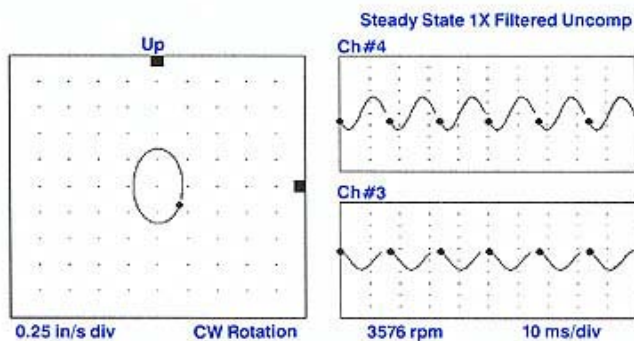 Steady State 1X Filtered Uncomp
Up
Ch#4
Ch#3
0.25 in/s div
CW Rotation
3576 rpm
10 ms/div